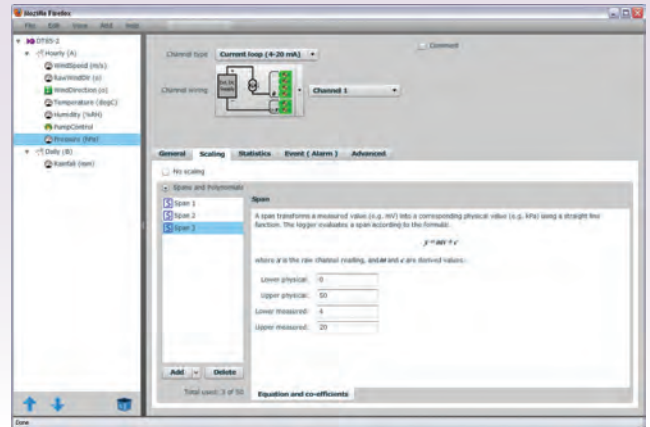 Mozilla Firefox
File Edit View Add Help
DT85-2
Hourly (A)
WindSpeed (m/s)
RawWindDir (o)
WindDirection (o)
Temperature (degC)
Humidity (%RH)
PumpControl
Pressure (hPa)
Daily (B)
Rainfall (mm)
Channel type Current loop (4-20 mA)
Comment
Channel wiring Channel 1
General Scaling Statistics Event ( Alarm ) Advanced
No scaling
Spans and Polynomials
Span 1
Span 2
Span 3
Span
A span transforms a measured value (e.g. mV) into a corresponding physical value (e.g. kPa) using a straight line
function. The logger evaluates a span according to the formula:
y = mx + c
where x is the raw channel reading, and m and c are derived values.
Lower physical: 0
Upper physical: 50
Lower measured: 4
Upper measured: 20
Add Delete
Total used: 3 of 50
Equation and co-efficients
Done